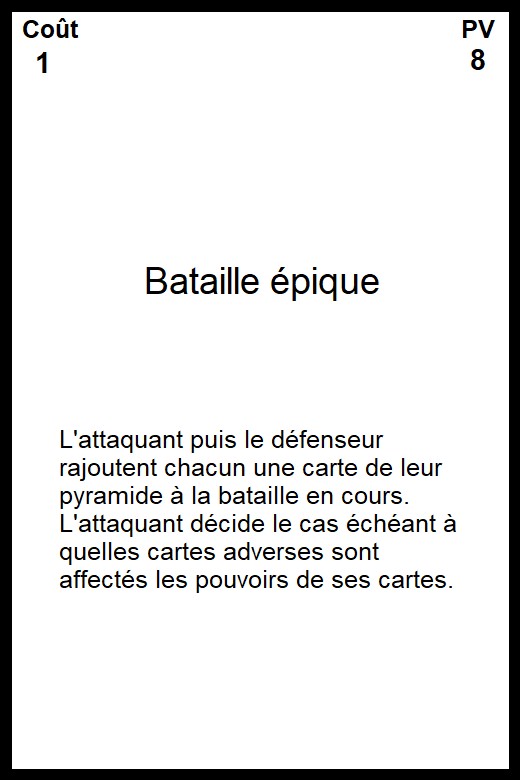 Coût PV
1 8
Bataille épique
L'attaquant puis le défenseur
rajoutent chacun une carte de leur
pyramide à la bataille en cours.
L'attaquant décide le cas échéant à
quelles cartes adverses sont
affectés les pouvoirs de ses cartes.